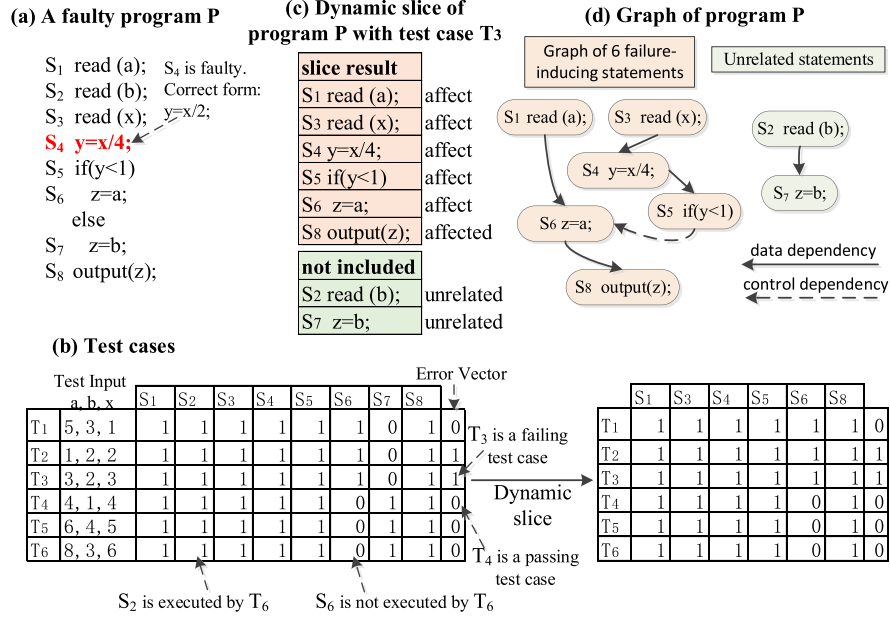 (a) A faulty program P
S1 read (a);
S2 read (b);
S3 read (x);
S4 y=x/4;
S5 if(y<1)
S6 z=a;
else
S7 z=b;
S8 output(z);
S4 is faulty.
Correct form:
y=x/2;
(c) Dynamic slice of
program P with test case T3
slice result
S1 read (a); affect
S3 read (x); affect
S4 y=x/4; affect
S5 if(y<1) affect
S6 z=a; affect
S8 output(z); affected
not included
S2 read (b); unrelated
S7 z=b; unrelated
(d) Graph of program P
Graph of 6 failure-
inducing statements
Unrelated statements
S1 read (a);
S3 read (x);
S2 read (b);
S4 y=x/4;
S7 z=b;
S5 if(y<1)
S6 z=a;
S8 output(z);
data dependency
control dependency
(b) Test cases
Test Input
a, b, x
Error Vector
S1 S2 S3 S4 S5 S6 S7 S8
T1 5, 3, 1 1 1 1 1 1 1 0 1 0
T2 1, 2, 2 1 1 1 1 1 1 0 1 1
T3 3, 2, 3 1 1 1 1 1 1 0 1 1
T4 4, 1, 4 1 1 1 1 1 0 1 1 0
T5 6, 4, 5 1 1 1 1 1 0 1 1 0
T6 8, 3, 6 1 1 1 1 1 0 1 1 0
T3 is a failing
test case
Dynamic
slice
T4 is a passing
test case
S2 is executed by T6
S6 is not executed by T6
S1 S3 S4 S5 S6 S8
T1 1 1 1 1 1 1 0
T2 1 1 1 1 1 1 1
T3 1 1 1 1 1 1 1
T4 1 1 1 1 0 1 0
T5 1 1 1 1 0 1 0
T6 1 1 1 1 0 1 0